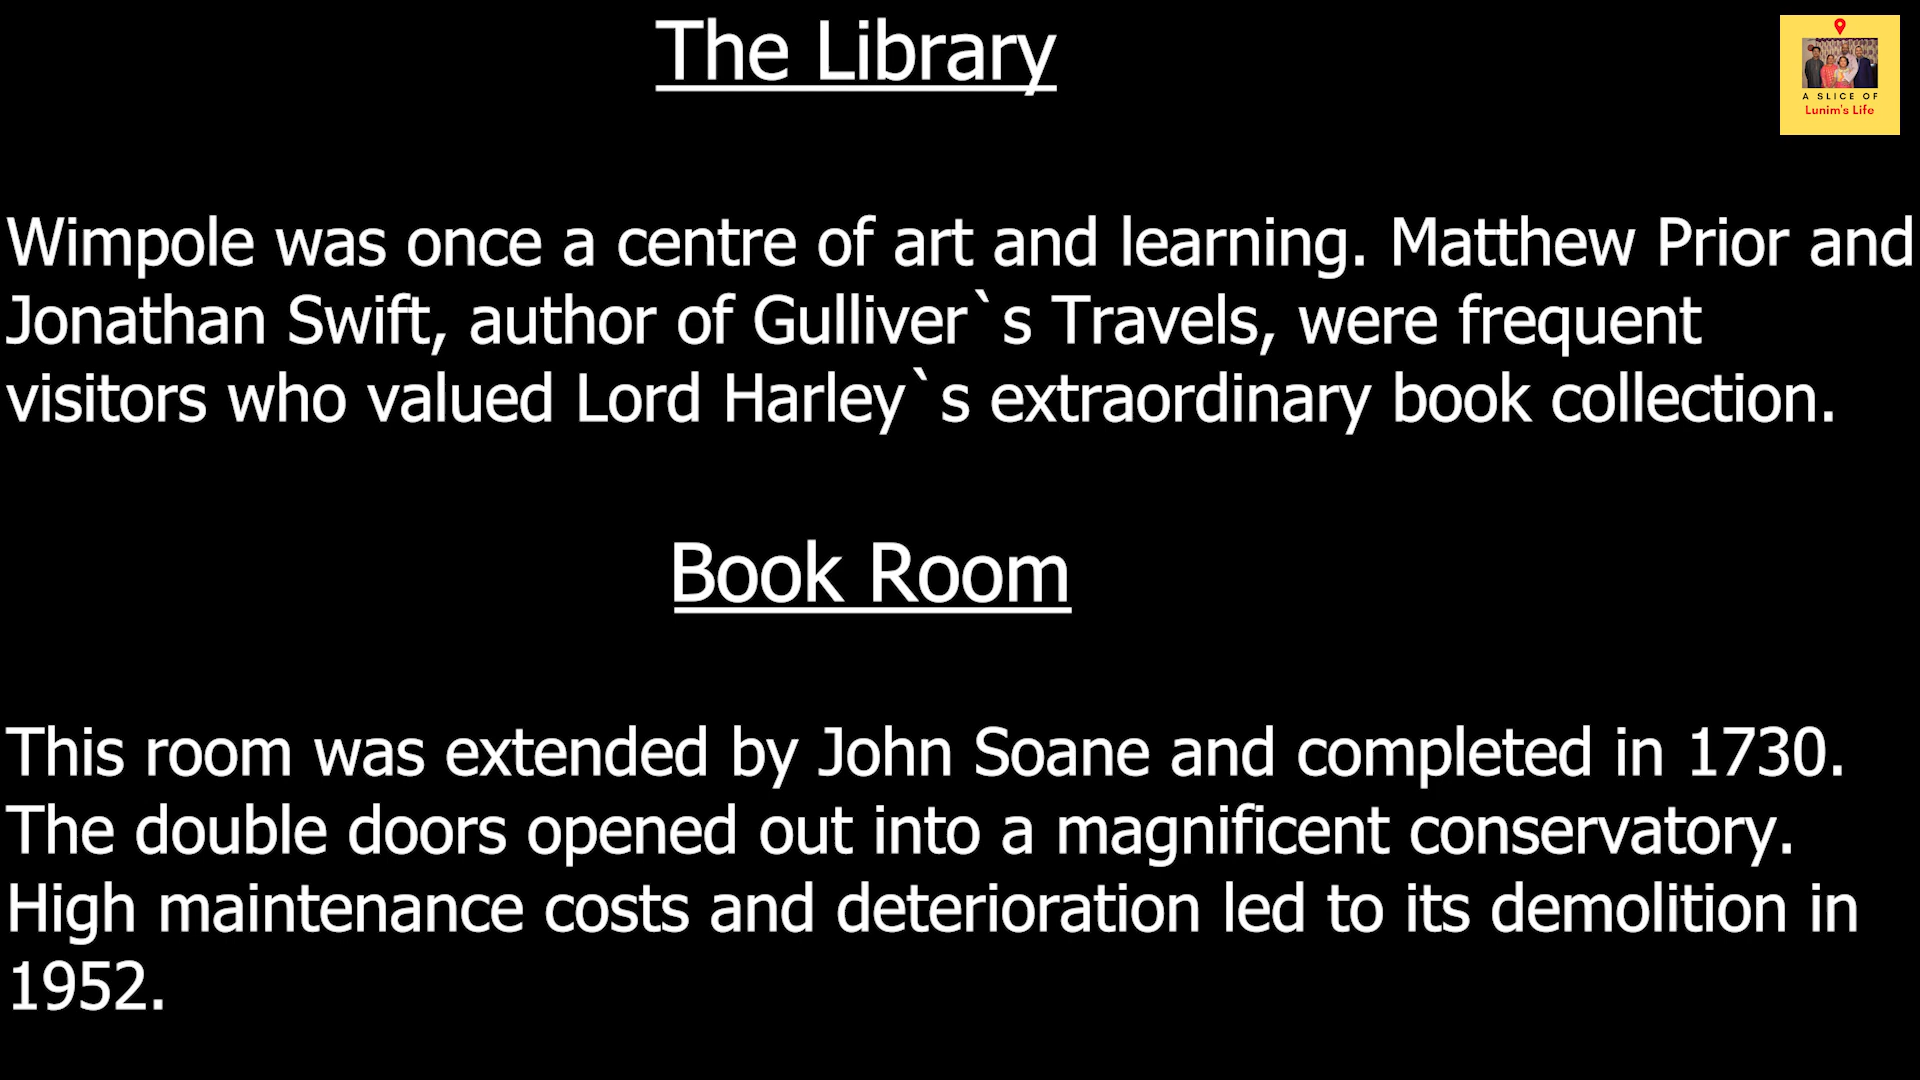 The Library
A SLICE OF
Lunim's Life
Wimpole was once a centre of art and learning. Matthew Prior and
Jonathan Swift, author of Gulliver`s Travels, were frequent
visitors who valued Lord Harley`s extraordinary book collection.
Book Room
This room was extended by John Soane and completed in 1730.
The double doors opened out into a magnificent conservatory.
High maintenance costs and deterioration led to its demolition in
1952.